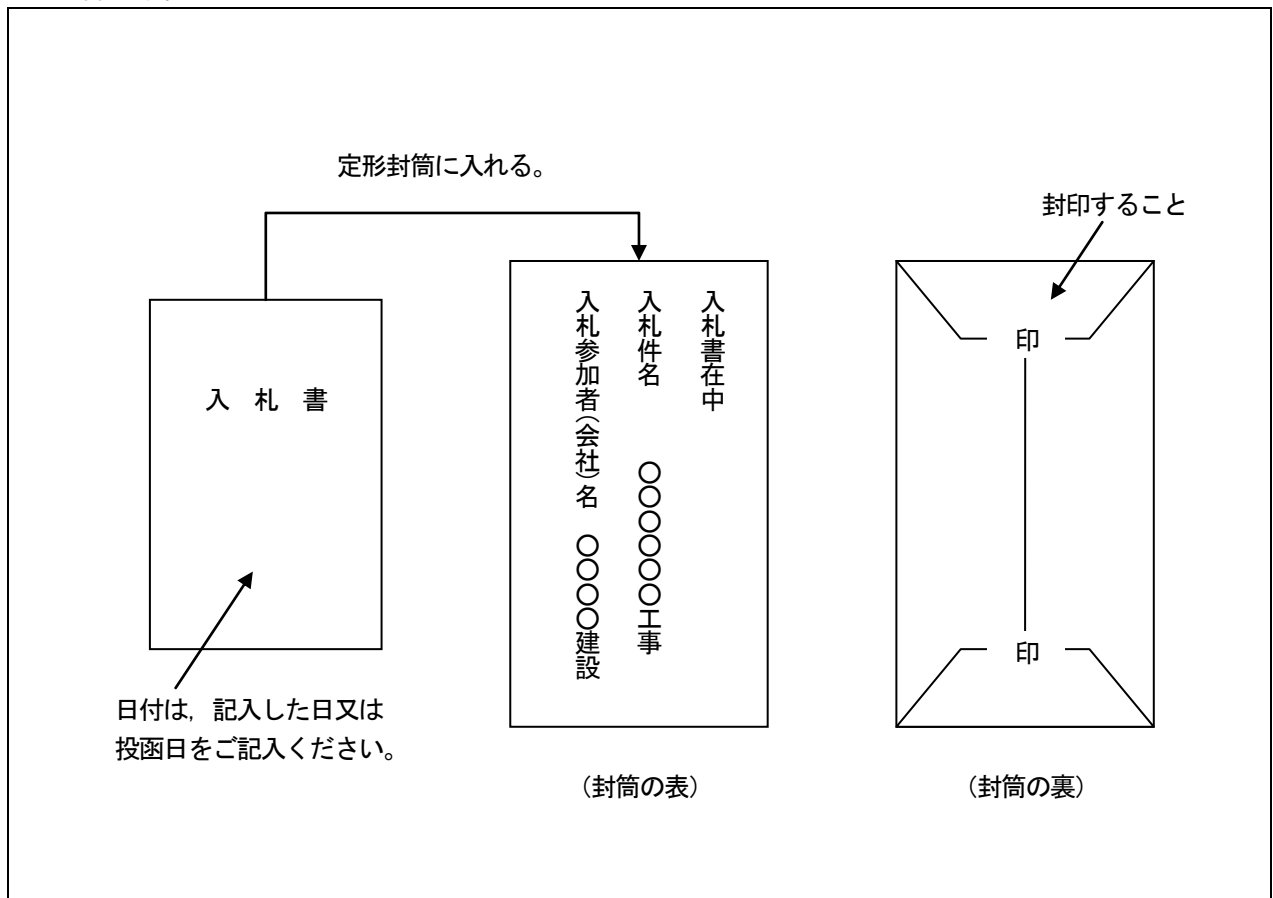 定形封筒に入れる。
封印すること
入 札 書
日付は，記入した日又は
投函日をご記入ください。
入札書在中
入札件名 〇〇〇〇〇〇工事
入札参加者（会社）名 〇〇〇〇建設
（封筒の表）
印
印
（封筒の裏）